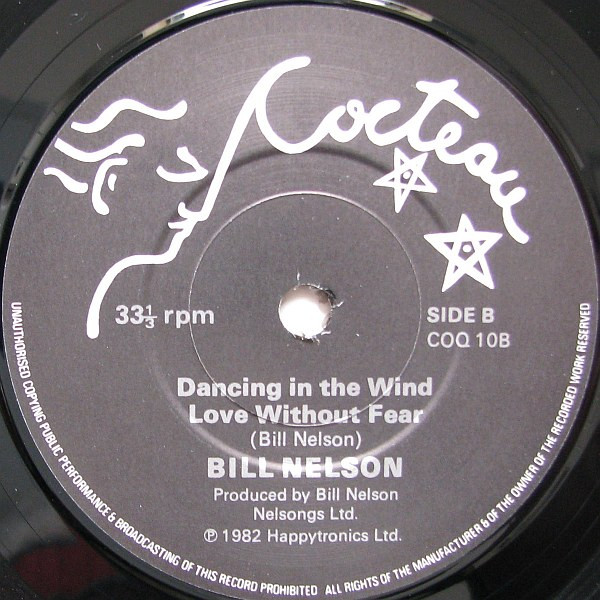 Cocteau
33⅓ rpm
SIDE B
COQ 10B
Dancing in the Wind
Love Without Fear
(Bill Nelson)
BILL NELSON
Produced by Bill Nelson
Nelsongs Ltd.
℗ 1982 Happytronics Ltd.
UNAUTHORISED COPYING PUBLIC PERFORMANCE & BROADCASTING OF THIS RECORD PROHIBITED ALL RIGHTS OF THE MANUFACTURER & OF THE OWNER OF THE RECORDED WORK RESERVED